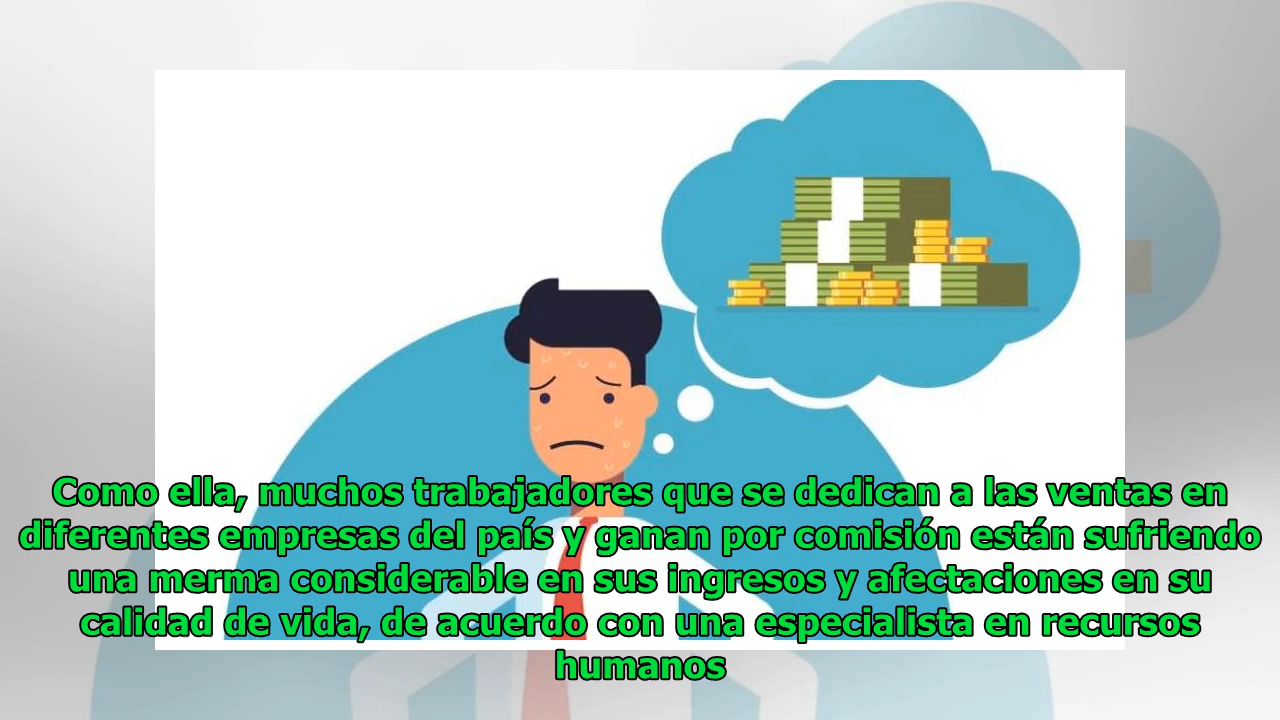 Como ella, muchos trabajadores que se dedican a las ventas en
diferentes empresas del país y ganan por comisión están sufriendo
una merma considerable en sus ingresos y afectaciones en su
calidad de vida, de acuerdo con una especialista en recursos
humanos